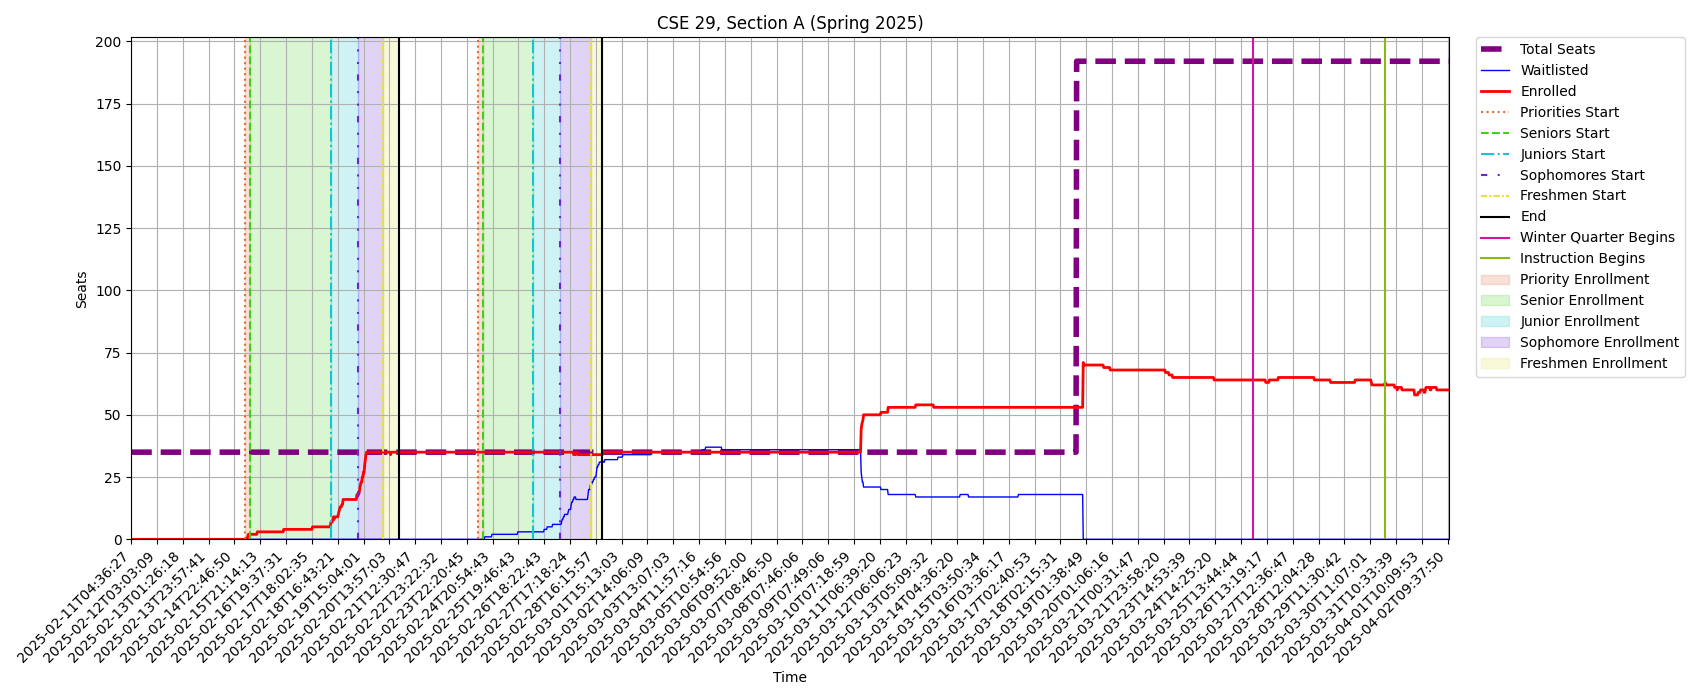 CSE 29, Section A (Spring 2025)
Seats
200
175
150
125
100
75
50
25
0
2025-02-11T04:36:27
2025-02-12T03:03:09
2025-02-13T01:26:18
2025-02-13T23:57:41
2025-02-14T22:46:50
2025-02-15T21:14:13
2025-02-16T19:37:31
2025-02-17T18:02:35
2025-02-18T16:43:21
2025-02-19T15:04:01
2025-02-20T13:57:03
2025-02-21T12:30:47
2025-02-22T23:22:32
2025-02-23T22:20:45
2025-02-24T20:54:43
2025-02-25T19:46:43
2025-02-26T18:22:43
2025-02-27T17:18:24
2025-02-28T16:15:57
2025-03-01T15:13:03
2025-03-02T14:06:09
2025-03-03T13:07:03
2025-03-04T11:57:16
2025-03-05T10:54:56
2025-03-06T09:52:00
2025-03-07T08:46:50
2025-03-08T07:46:06
2025-03-09T07:49:06
2025-03-10T07:18:59
2025-03-11T06:39:20
2025-03-12T06:06:23
2025-03-13T05:09:32
2025-03-14T04:36:20
2025-03-15T03:50:34
2025-03-16T03:36:17
2025-03-17T02:40:53
2025-03-18T02:15:31
2025-03-19T01:38:49
2025-03-20T01:06:16
2025-03-21T00:31:47
2025-03-21T23:58:20
2025-03-23T14:53:39
2025-03-24T14:25:20
2025-03-25T13:44:44
2025-03-26T13:19:17
2025-03-27T12:36:47
2025-03-28T12:04:28
2025-03-29T11:30:42
2025-03-30T11:07:01
2025-03-31T10:33:39
2025-04-01T10:09:53
2025-04-02T09:37:50
Time
Total Seats
Waitlisted
Enrolled
Priorities Start
Seniors Start
Juniors Start
Sophomores Start
Freshmen Start
End
Winter Quarter Begins
Instruction Begins
Priority Enrollment
Senior Enrollment
Junior Enrollment
Sophomore Enrollment
Freshmen Enrollment